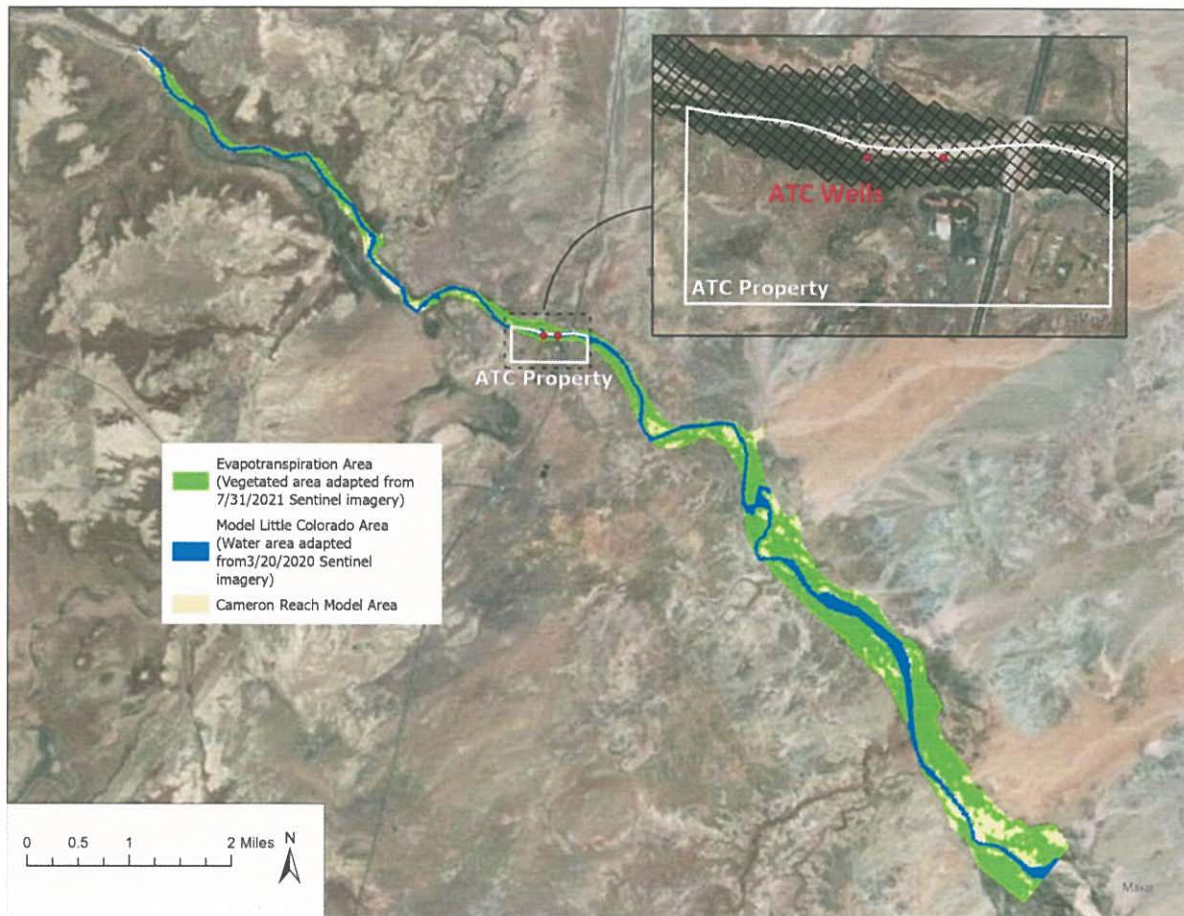 ATC Wells
ATC Property
ATC Property
Evapotranspiration Area
(Vegetated area adapted from
7/31/2021 Sentinel imagery)
Model Little Colorado Area
(Water area adapted
from3/20/2020 Sentinel
imagery)
Cameron Reach Model Area
0 0.5 1 2 Miles
N
Maxar